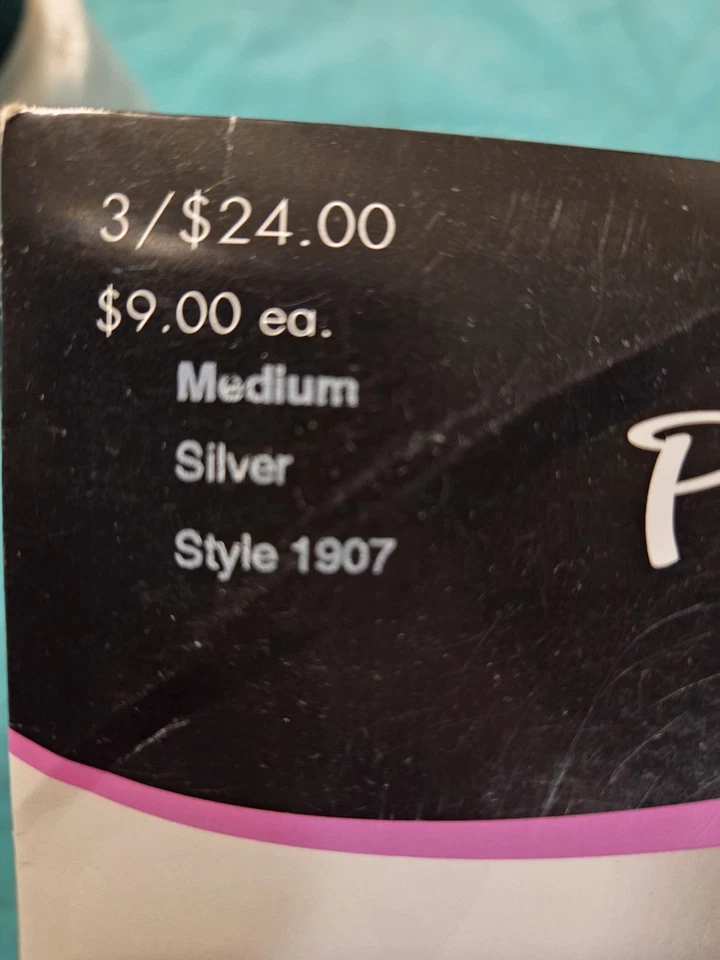 3/$24.00
$9.00 ea.
Medium
Silver
Style 1907
P